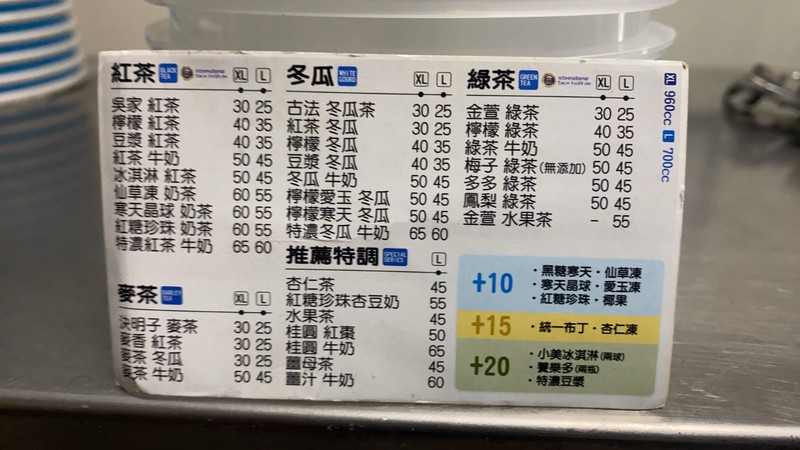 紅茶 BLACK TEA XL L
吳家 紅茶 30 25
檸檬 紅茶 40 35
豆漿 紅茶 40 35
紅茶 牛奶 50 45
冰淇淋 紅茶 50 45
仙草凍 奶茶 60 55
寒天晶球 奶茶 60 55
紅糖珍珠 奶茶 60 55
特濃紅茶 牛奶 65 60
麥茶 BARLEY TEA XL L
決明子 麥茶 30 25
麥香 紅茶 30 25
麥茶 冬瓜 30 25
麥茶 牛奶 50 45
冬瓜 WHITE GOURD XL L
古法 冬瓜茶 30 25
紅茶 冬瓜 30 25
檸檬 冬瓜 40 35
豆漿 冬瓜 40 35
冬瓜 牛奶 50 45
檸檬愛玉 冬瓜 50 45
檸檬寒天 冬瓜 50 45
特濃冬瓜 牛奶 65 60
推薦特調 SPECIAL SERIES L
杏仁茶 45
紅糖珍珠杏豆奶 55
水果茶 45
桂圓 紅棗 50
桂圓 牛奶 65
薑母茶 45
薑汁 牛奶 60
綠茶 GREEN TEA XL L
金萱 綠茶 30 25
檸檬 綠茶 40 35
綠茶 牛奶 50 45
梅子 綠茶(無添加) 50 45
多多 綠茶 50 45
鳳梨 綠茶 50 45
金萱 水果茶 – 55
+10
・黑糖寒天・仙草凍
・寒天晶球・愛玉凍
・紅糖珍珠・椰果
+15 ・統一布丁・杏仁凍
+20
・小美冰淇淋(兩球)
・養樂多(兩瓶)
・特濃豆漿
XL 960cc L 700cc